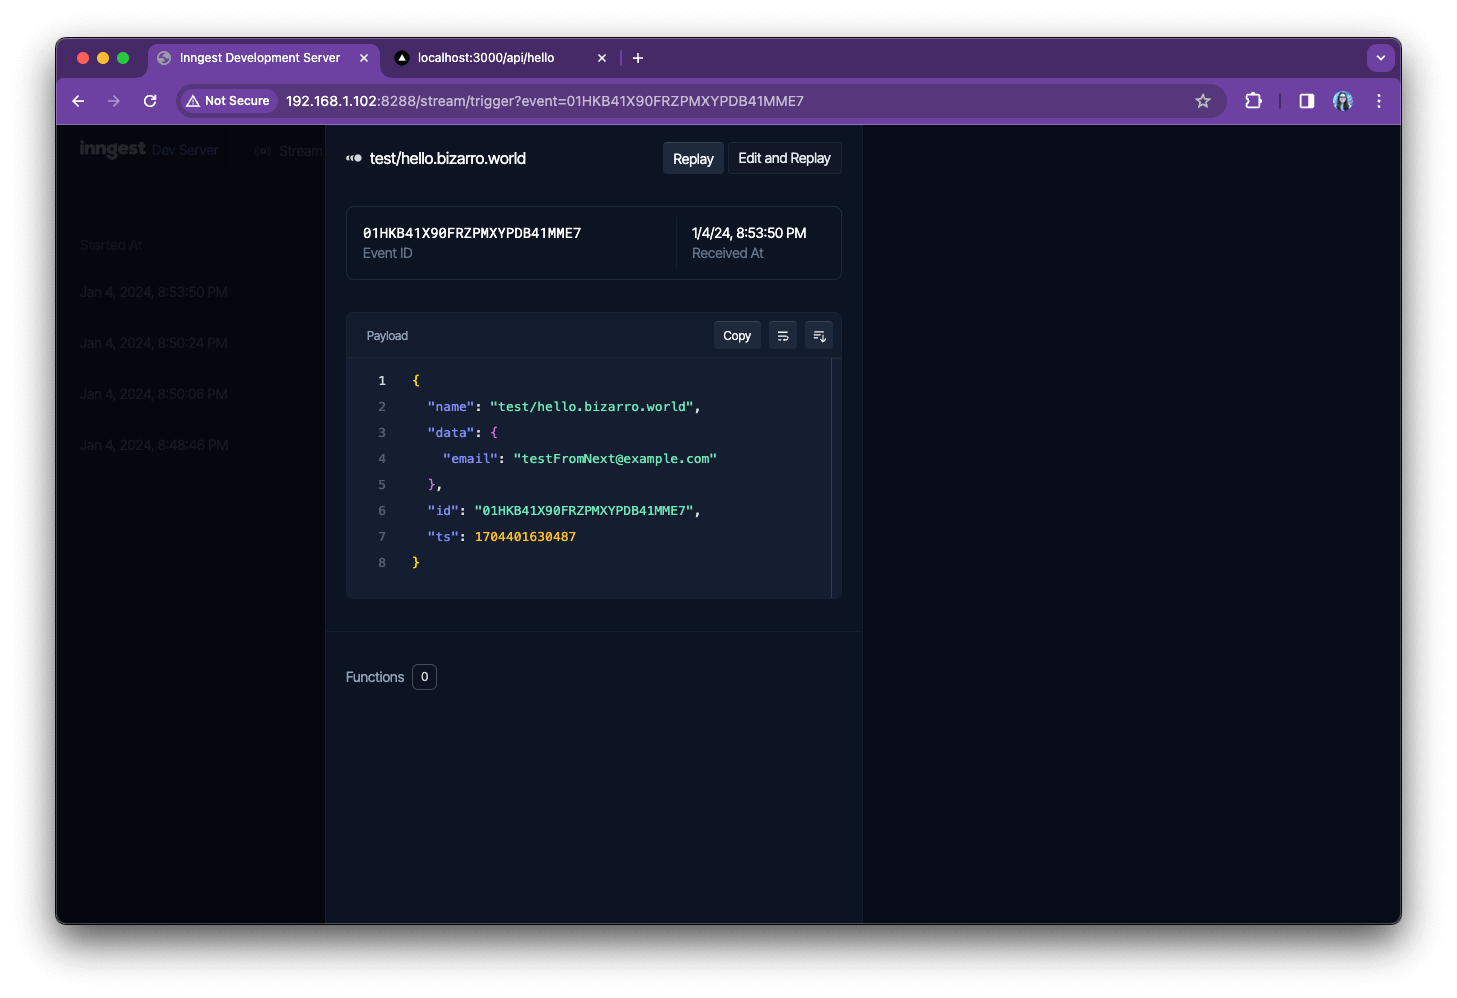 Inngest Development Server
localhost:3000/api/hello
Not Secure
192.168.1.102:8288/stream/trigger?event=01HKB41X90FRZPMXYPDB41MME7
inngest Dev Server
Stream
Started At
Jan 4, 2024, 8:53:50 PM
Jan 4, 2024, 8:50:24 PM
Jan 4, 2024, 8:50:06 PM
Jan 4, 2024, 8:48:46 PM
test/hello.bizarro.world
Replay
Edit and Replay
01HKB41X90FRZPMXYPDB41MME7
Event ID
1/4/24, 8:53:50 PM
Received At
Payload
Copy
1 {
2 "name": "test/hello.bizarro.world",
3 "data": {
4 "email": "testFromNext@example.com"
5 },
6 "id": "01HKB41X90FRZPMXYPDB41MME7",
7 "ts": 1704401630487
8 }
Functions 0